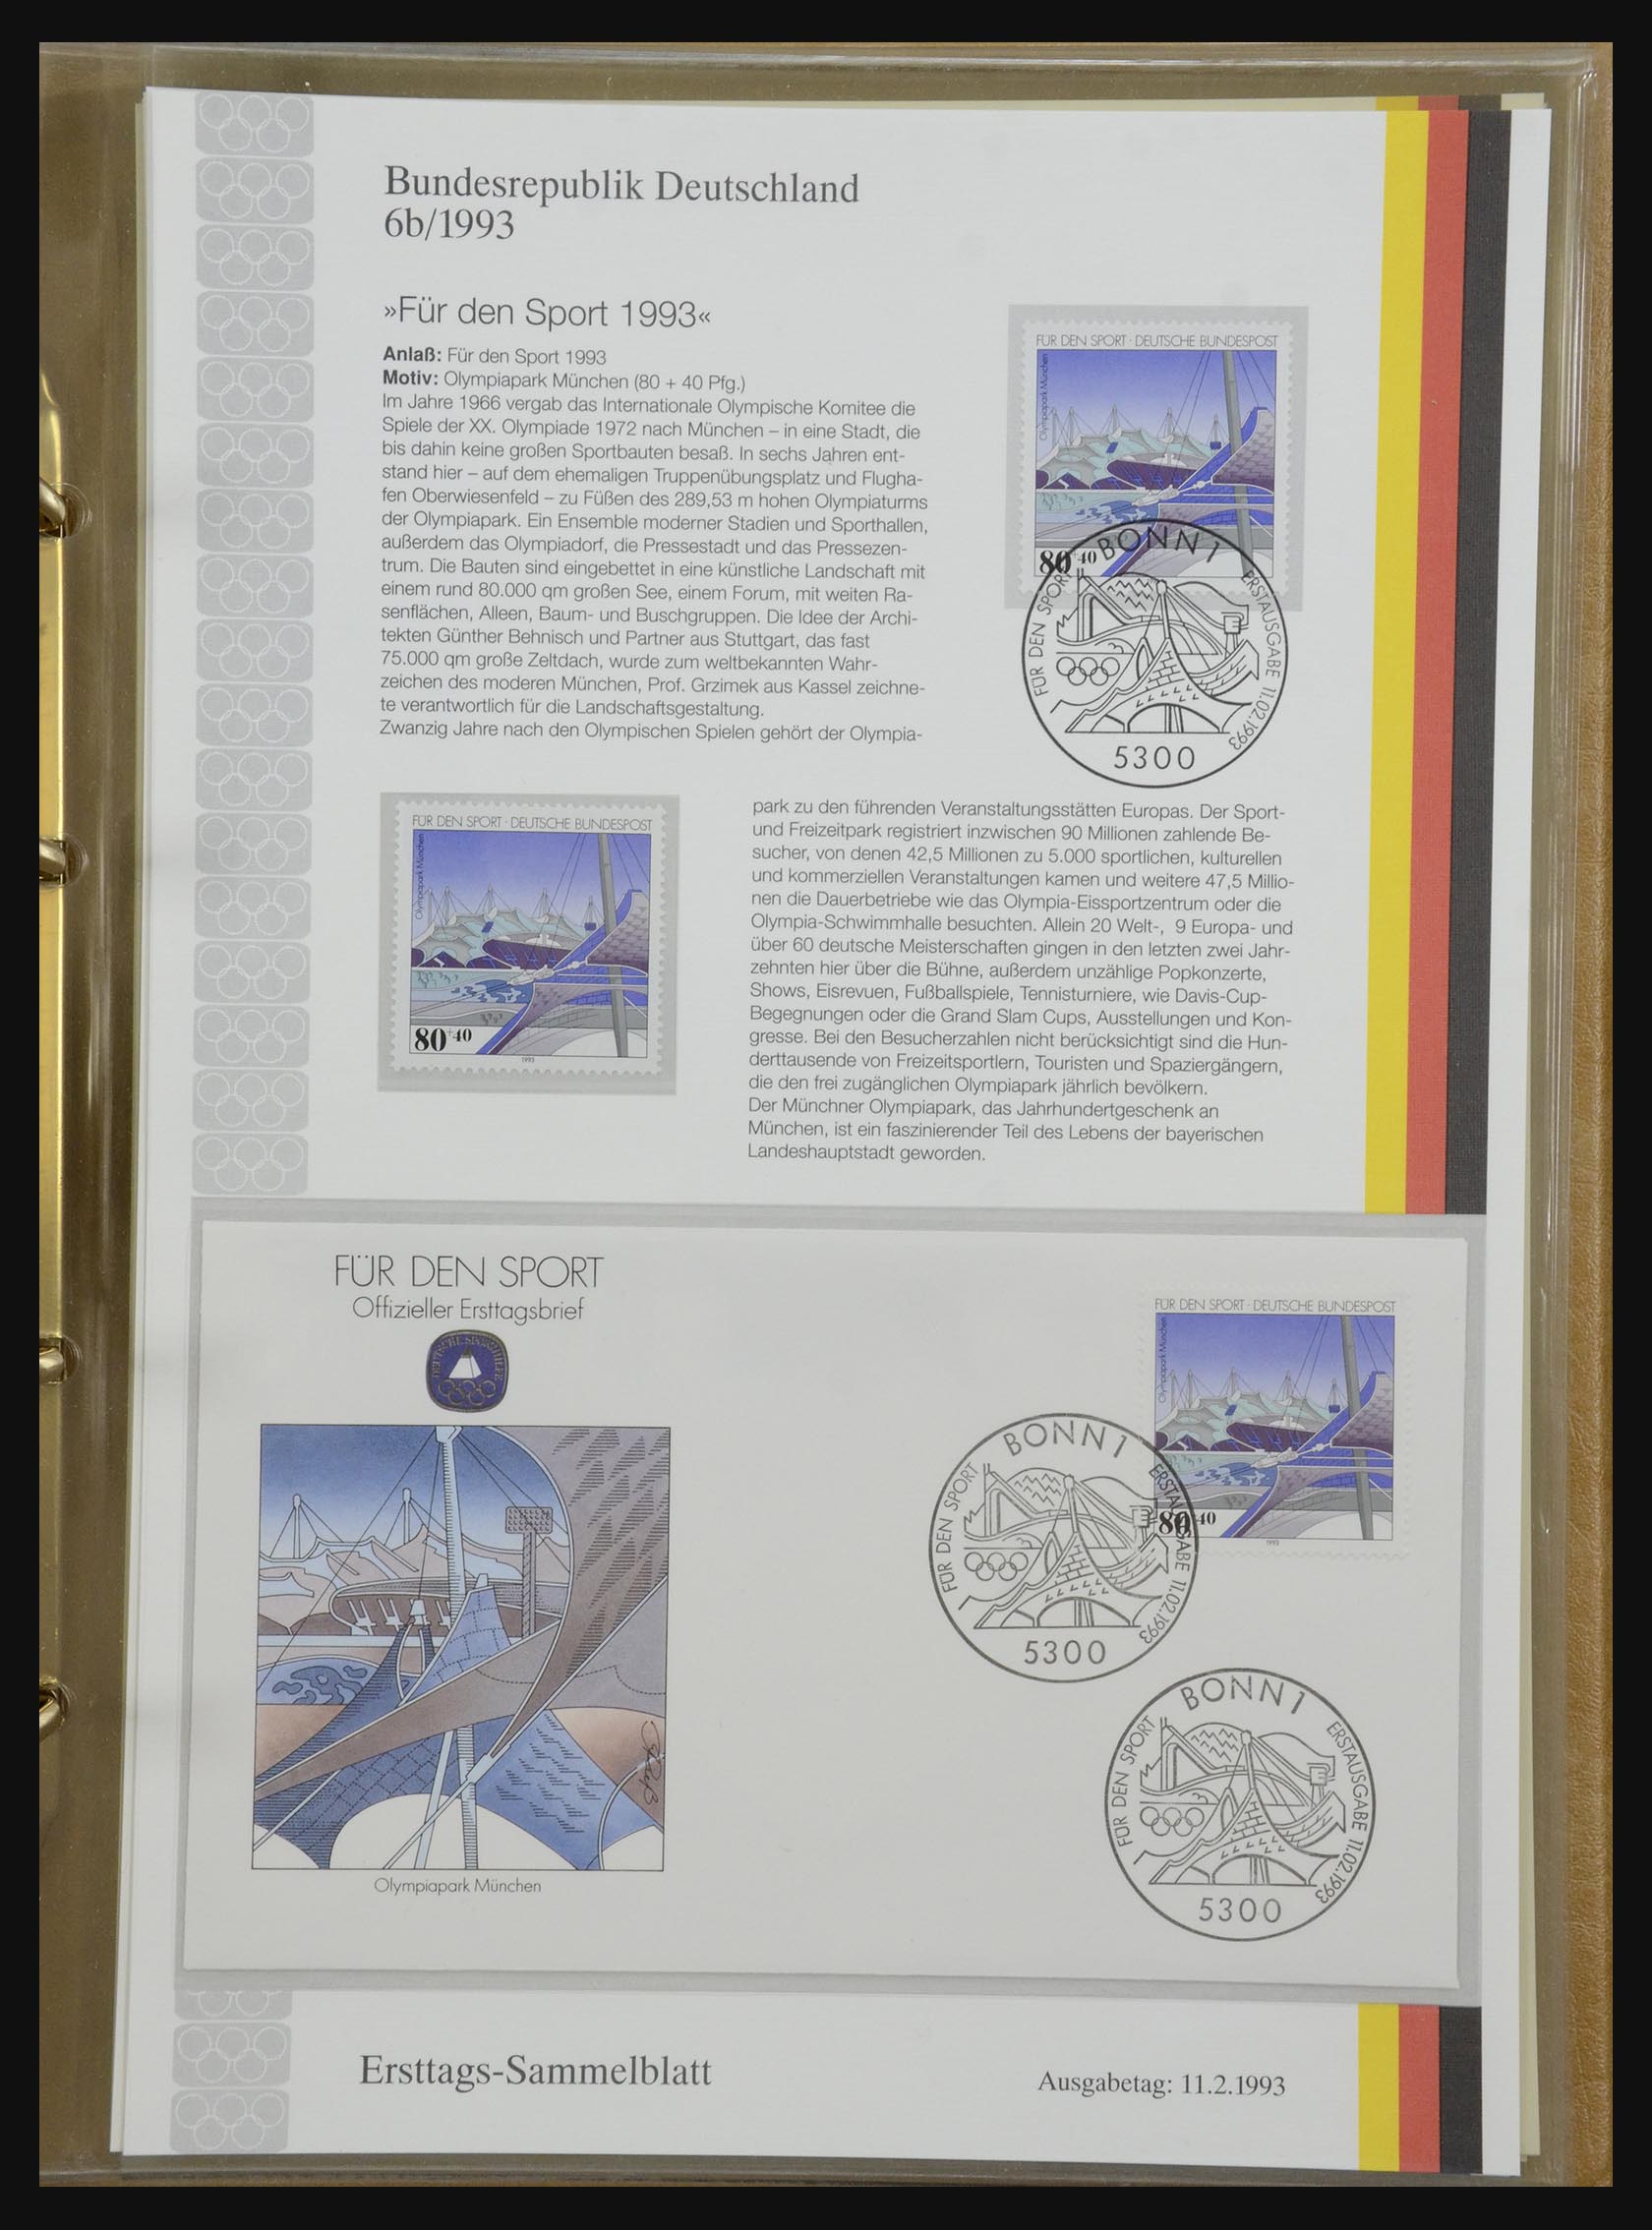 Bundesrepublik Deutschland
6b/1993
»Für den Sport 1993«
Anlaß: Für den Sport 1993
Motiv: Olympiapark München (80 + 40 Pfg.)
Im Jahre 1966 vergab das Internationale Olympische Komitee die
Spiele der XX. Olympiade 1972 nach München – in eine Stadt, die
bis dahin keine großen Sportbauten besaß. In sechs Jahren ent-
stand hier – auf dem ehemaligen Truppenübungsplatz und Flugha-
fen Oberwiesenfeld – zu Füßen des 289,53 m hohen Olympiaturms
der Olympiapark. Ein Ensemble moderner Stadien und Sporthallen,
außerdem das Olympiadorf, die Pressestadt und das Pressezen-
trum. Die Bauten sind eingebettet in eine künstliche Landschaft mit
einem rund 80.000 qm großen See, einem Forum, mit weiten Ra-
senflächen, Alleen, Baum- und Buschgruppen. Die Idee der Archi-
tekten Günther Behnisch und Partner aus Stuttgart, das fast
75.000 qm große Zeltdach, wurde zum weltbekannten Wahr-
zeichen des moderen München, Prof. Grzimek aus Kassel zeichne-
te verantwortlich für die Landschaftsgestaltung.
Zwanzig Jahre nach den Olympischen Spielen gehört der Olympia-
FÜR DEN SPORT · DEUTSCHE BUNDESPOST
Olympiapark München
80+40
BONN 1
FÜR DEN SPORT
ERSTAUSGABE 11.02.1993
5300
FÜR DEN SPORT · DEUTSCHE BUNDESPOST
Olympiapark München
80+40
1993
park zu den führenden Veranstaltungsstätten Europas. Der Sport-
und Freizeitpark registriert inzwischen 90 Millionen zahlende Be-
sucher, von denen 42,5 Millionen zu 5.000 sportlichen, kulturellen
und kommerziellen Veranstaltungen kamen und weitere 47,5 Millio-
nen die Dauerbetriebe wie das Olympia-Eissportzentrum oder die
Olympia-Schwimmhalle besuchten. Allein 20 Welt-, 9 Europa- und
über 60 deutsche Meisterschaften gingen in den letzten zwei Jahr-
zehnten hier über die Bühne, außerdem unzählige Popkonzerte,
Shows, Eisrevuen, Fußballspiele, Tennisturniere, wie Davis-Cup-
Begegnungen oder die Grand Slam Cups, Ausstellungen und Kon-
gresse. Bei den Besucherzahlen nicht berücksichtigt sind die Hun-
derttausende von Freizeitsportlern, Touristen und Spaziergängern,
die den frei zugänglichen Olympiapark jährlich bevölkern.
Der Münchner Olympiapark, das Jahrhundertgeschenk an
München, ist ein faszinierender Teil des Lebens der bayerischen
Landeshauptstadt geworden.
FÜR DEN SPORT
Offizieller Ersttagsbrief
DEUTSCHE SPORTHILFE
Olympiapark München
FÜR DEN SPORT · DEUTSCHE BUNDESPOST
Olympiapark München
80+40
1993
BONN 1
FÜR DEN SPORT
ERSTAUSGABE 11.02.1993
5300
BONN 1
FÜR DEN SPORT
ERSTAUSGABE 11.02.1993
5300
Ersttags-Sammelblatt
Ausgabetag: 11.2.1993